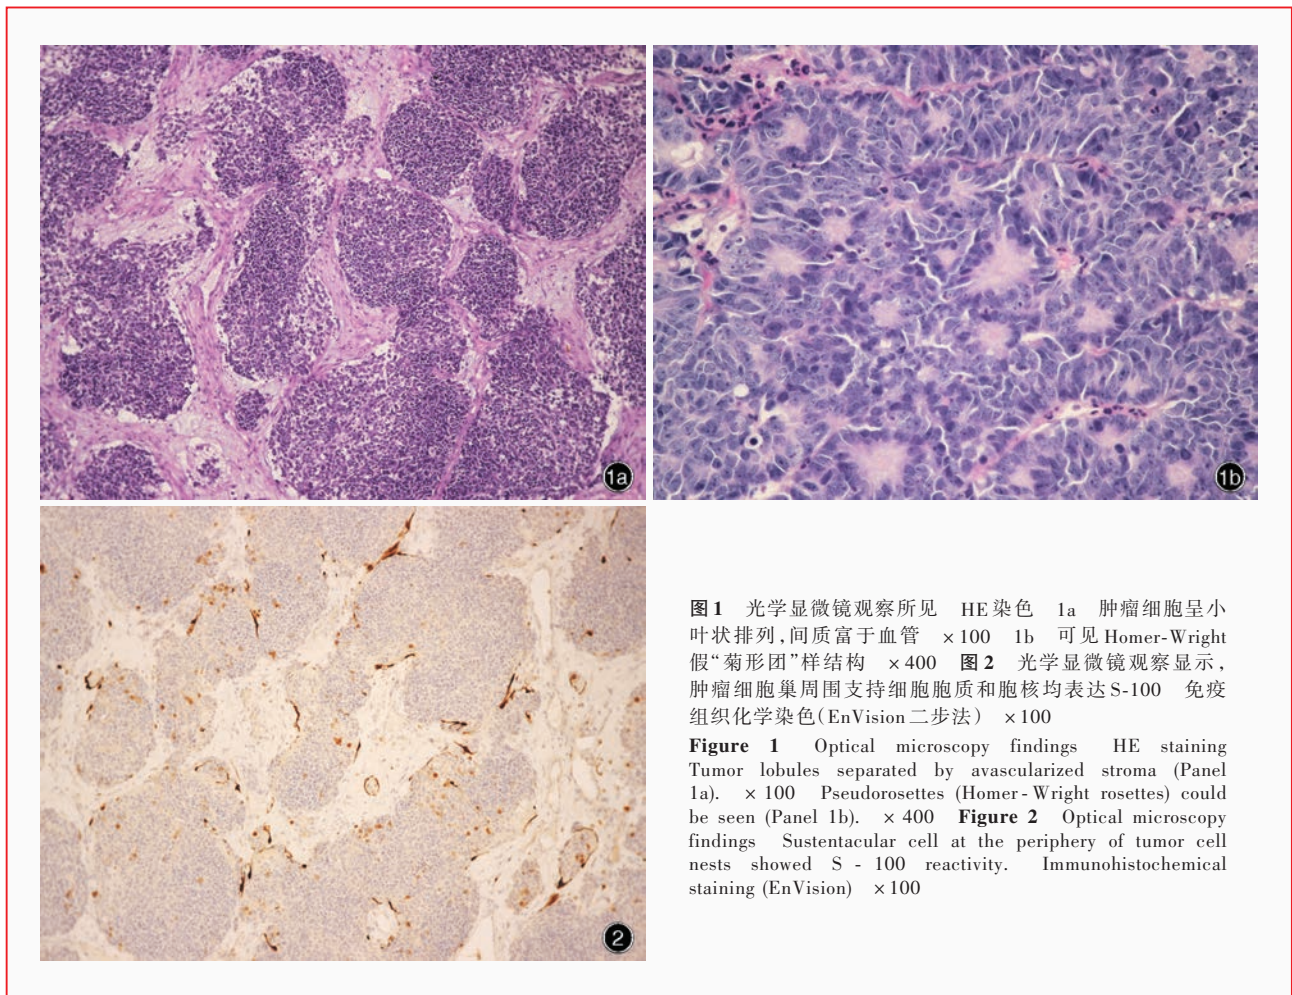 1a
1b
2
图1 光学显微镜观察所见 HE染色 1a 肿瘤细胞呈小
叶状排列,间质富于血管 ×100 1b 可见Homer-Wright
假“菊形团”样结构 ×400 图2 光学显微镜观察显示,
肿瘤细胞巢周围支持细胞胞质和胞核均表达S-100 免疫
组织化学染色(EnVision二步法) ×100
Figure 1 Optical microscopy findings HE staining
Tumor lobules separated by avascularized stroma (Panel
1a). ×100 Pseudorosettes (Homer-Wright rosettes) could
be seen (Panel 1b). ×400 Figure 2 Optical microscopy
findings Sustentacular cell at the periphery of tumor cell
nests showed S - 100 reactivity. Immunohistochemical
staining (EnVision) ×100